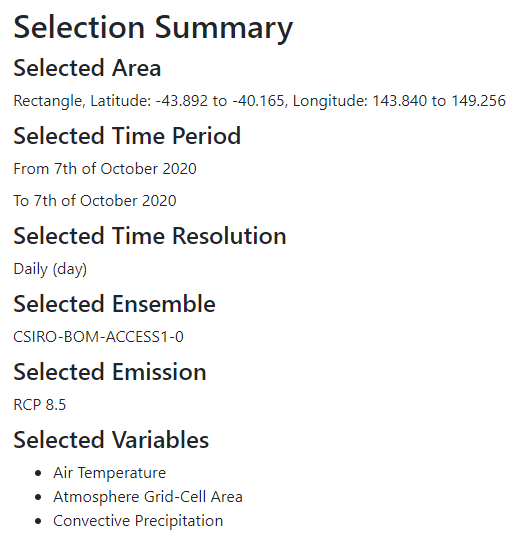 Selection Summary
Selected Area
Rectangle, Latitude: -43.892 to -40.165, Longitude: 143.840 to 149.256
Selected Time Period
From 7th of October 2020
To 7th of October 2020
Selected Time Resolution
Daily (day)
Selected Ensemble
CSIRO-BOM-ACCESS1-0
Selected Emission
RCP 8.5
Selected Variables
Air Temperature
Atmosphere Grid-Cell Area
Convective Precipitation